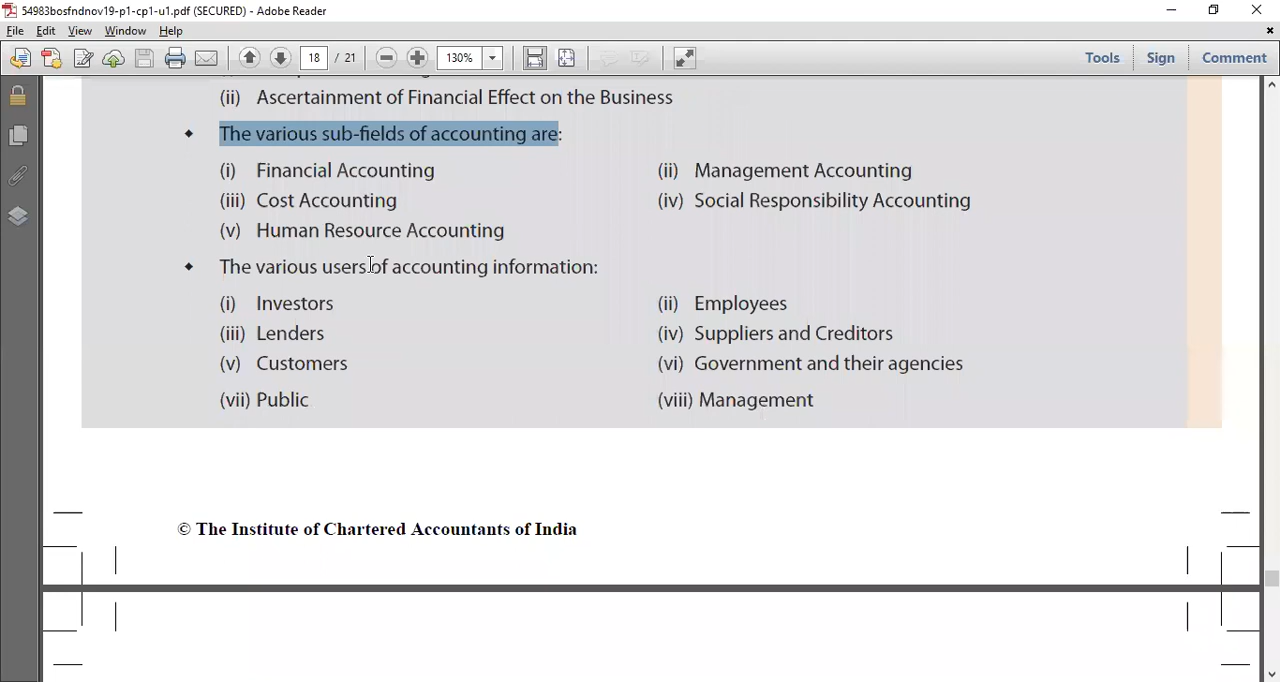 54983bosfndnov19-p1-cp1-u1.pdf (SECURED) - Adobe Reader
File Edit View Window Help
18 / 21 130% Tools Sign Comment
(ii) Ascertainment of Financial Effect on the Business
◆ The various sub-fields of accounting are:
(i) Financial Accounting (ii) Management Accounting
(iii) Cost Accounting (iv) Social Responsibility Accounting
(v) Human Resource Accounting
◆ The various users of accounting information:
(i) Investors (ii) Employees
(iii) Lenders (iv) Suppliers and Creditors
(v) Customers (vi) Government and their agencies
(vii) Public (viii) Management
© The Institute of Chartered Accountants of India